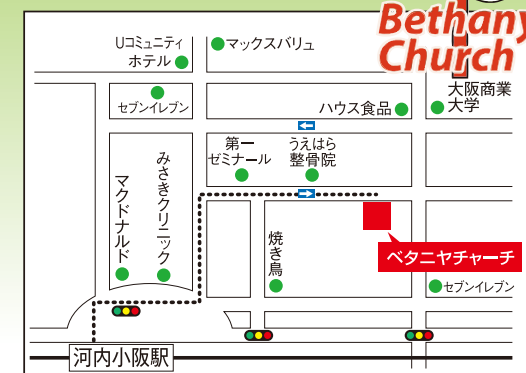 Bethany
Church
Uコミュニティ
ホテル
マックスバリュ
セブンイレブン
ハウス食品
大阪商業
大学
第一
ゼミナール
うえはら
整骨院
みさきクリニック
マクドナルド
焼き鳥
ベタニヤチャーチ
セブンイレブン
河内小阪駅